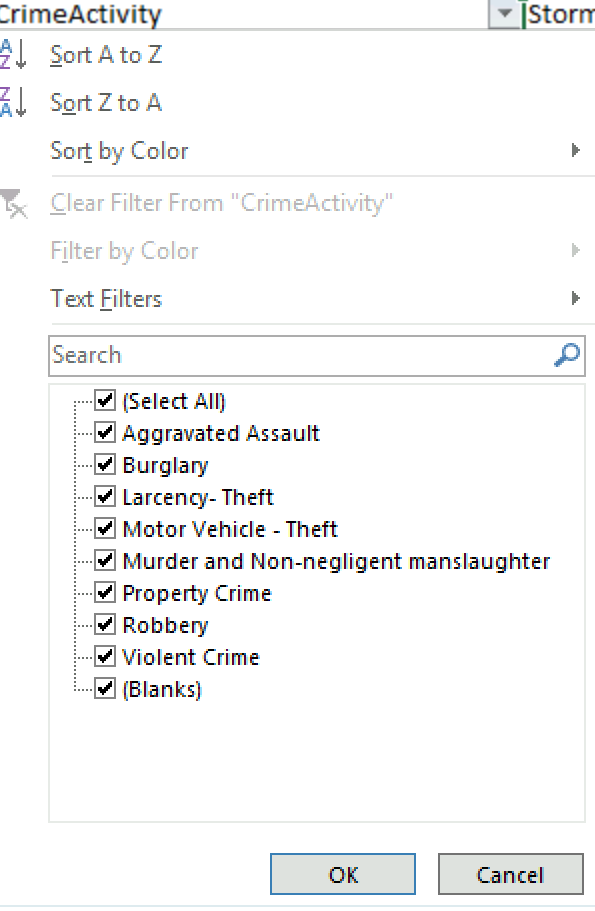 CrimeActivity Storm
Sort A to Z
Sort Z to A
Sort by Color
Clear Filter From "CrimeActivity"
Filter by Color
Text Filters
Search
(Select All)
Aggravated Assault
Burglary
Larcency- Theft
Motor Vehicle - Theft
Murder and Non-negligent manslaughter
Property Crime
Robbery
Violent Crime
(Blanks)
OK Cancel